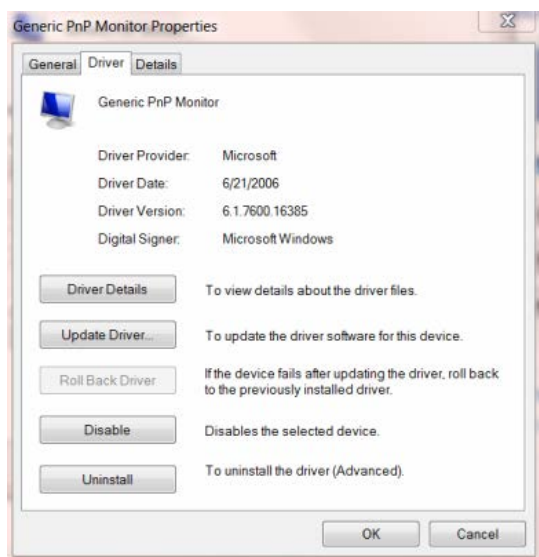 Generic PnP Monitor Properties
General Driver Details
Generic PnP Monitor
Driver Provider: Microsoft
Driver Date: 6/21/2006
Driver Version: 6.1.7600.16385
Digital Signer: Microsoft Windows
Driver Details To view details about the driver files.
Update Driver... To update the driver software for this device.
Roll Back Driver If the device fails after updating the driver, roll back
to the previously installed driver.
Disable Disables the selected device.
Uninstall To uninstall the driver (Advanced).
OK Cancel